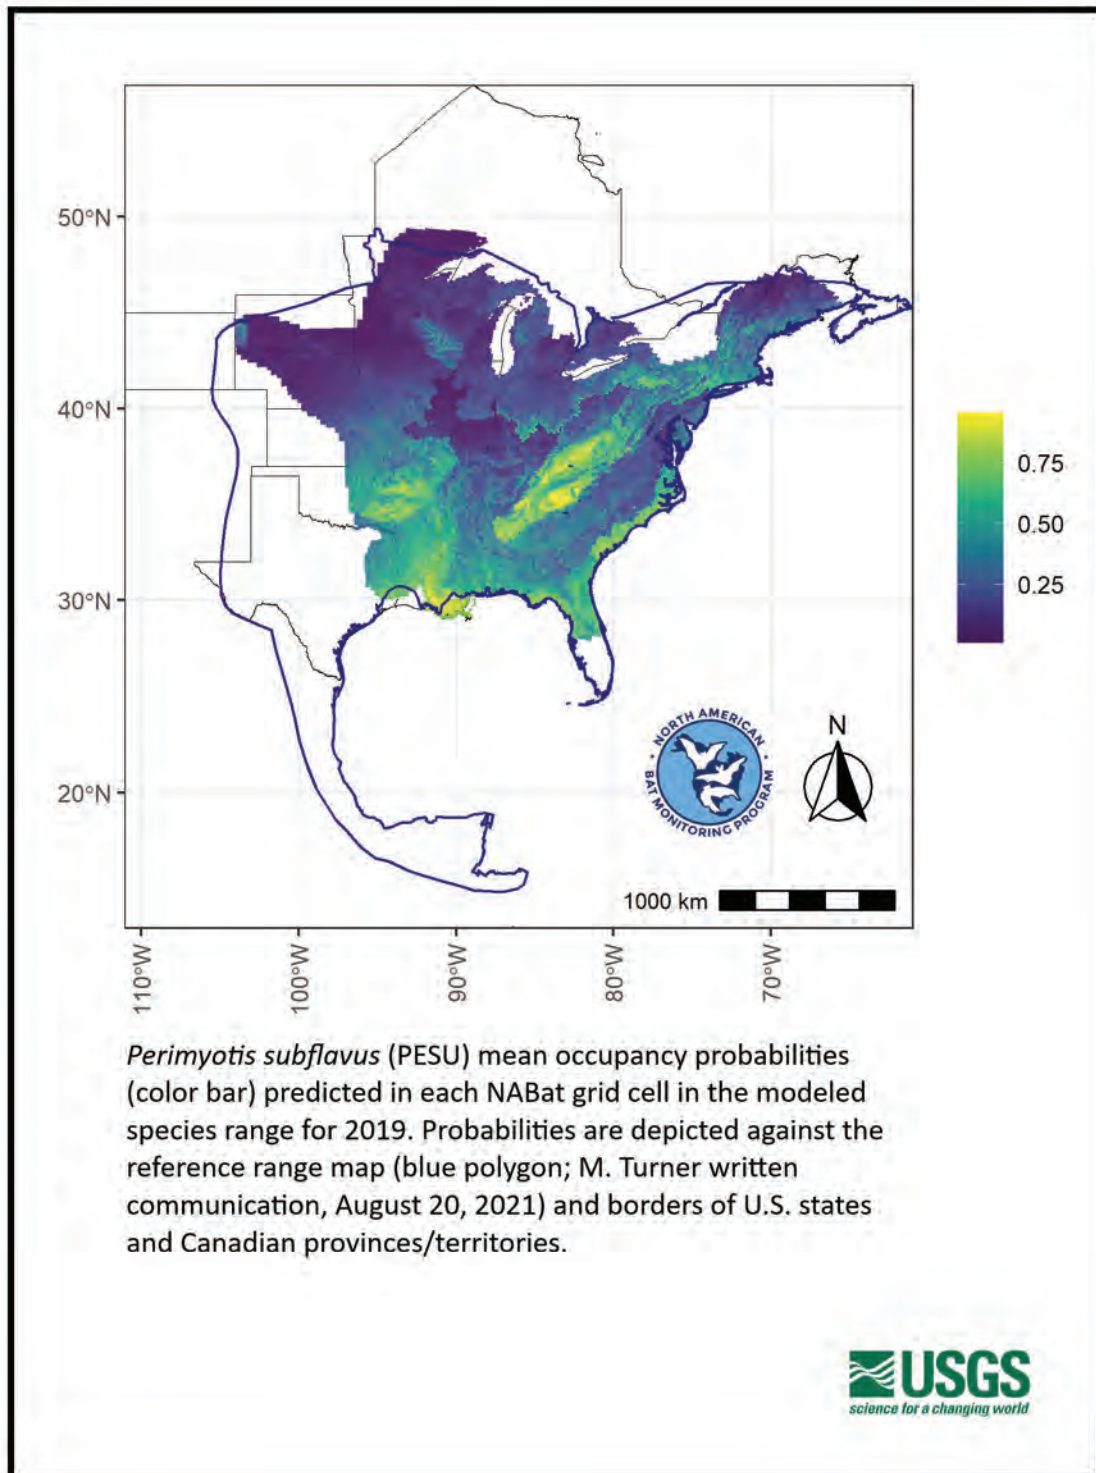 50°N
40°N
30°N
20°N
0.75
0.50
0.25
NORTH AMERICAN
BAT MONITORING PROGRAM
N
1000 km
110°W
100°W
90°W
80°W
70°W
Perimyotis subflavus (PESU) mean occupancy probabilities
(color bar) predicted in each NABat grid cell in the modeled
species range for 2019. Probabilities are depicted against the
reference range map (blue polygon; M. Turner written
communication, August 20, 2021) and borders of U.S. states
and Canadian provinces/territories.
USGS
science for a changing world